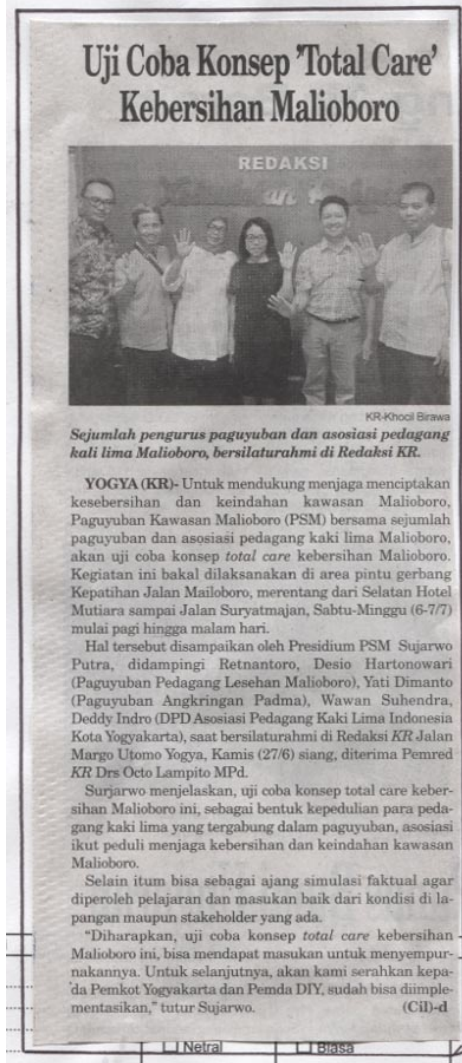 Uji Coba Konsep 'Total Care'
Kebersihan Malioboro
REDAKSI
KR-Khocil Birawa
Sejumlah pengurus paguyuban dan asosiasi pedagang
kali lima Malioboro, bersilaturahmi di Redaksi KR.
YOGYA (KR)- Untuk mendukung menjaga menciptakan
kesebersihan dan keindahan kawasan Malioboro,
Paguyuban Kawasan Malioboro (PSM) bersama sejumlah
paguyuban dan asosiasi pedagang kaki lima Malioboro,
akan uji coba konsep total care kebersihan Malioboro.
Kegiatan ini bakal dilaksanakan di area pintu gerbang
Kepatihan Jalan Mailoboro, merentang dari Selatan Hotel
Mutiara sampai Jalan Suryatmajan, Sabtu-Minggu (6-7/7)
mulai pagi hingga malam hari.
Hal tersebut disampaikan oleh Presidium PSM Sujarwo
Putra, didampingi Retnantoro, Desio Hartonowari
(Paguyuban Pedagang Lesehan Malioboro), Yati Dimanto
(Paguyuban Angkringan Padma), Wawan Suhendra,
Deddy Indro (DPD Asosiasi Pedagang Kaki Lima Indonesia
Kota Yogyakarta), saat bersilaturahmi di Redaksi KR Jalan
Margo Utomo Yogya, Kamis (27/6) siang, diterima Pemred
KR Drs Octo Lampito MPd.
Surjarwo menjelaskan, uji coba konsep total care keber-
sihan Malioboro ini, sebagai bentuk kepedulian para peda-
gang kaki lima yang tergabung dalam paguyuban, asosiasi
ikut peduli menjaga kebersihan dan keindahan kawasan
Malioboro.
Selain itum bisa sebagai ajang simulasi faktual agar
diperoleh pelajaran dan masukan baik dari kondisi di la-
pangan maupun stakeholder yang ada.
"Diharapkan, uji coba konsep total care kebersihan
Malioboro ini, bisa mendapat masukan untuk menyempur-
nakannya. Untuk selanjutnya, akan kami serahkan kepa-
da Pemkot Yogyakarta dan Pemda DIY, sudah bisa diimple-
mentasikan," tutur Sujarwo. (Cil)-d
Netral Biasa